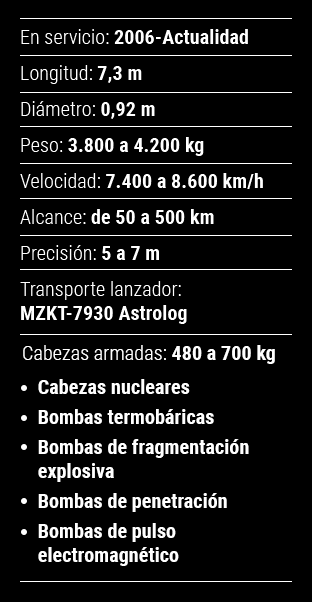 En servicio: 2006-Actualidad
Longitud: 7,3 m
Diámetro: 0,92 m
Peso: 3.800 a 4.200 kg
Velocidad: 7.400 a 8.600 km/h
Alcance: de 50 a 500 km
Precisión: 5 a 7 m
Transporte lanzador:
MZKT-7930 Astrolog
Cabezas armadas: 480 a 700 kg
• Cabezas nucleares
• Bombas termobáricas
• Bombas de fragmentación
explosiva
• Bombas de penetración
• Bombas de pulso
electromagnético